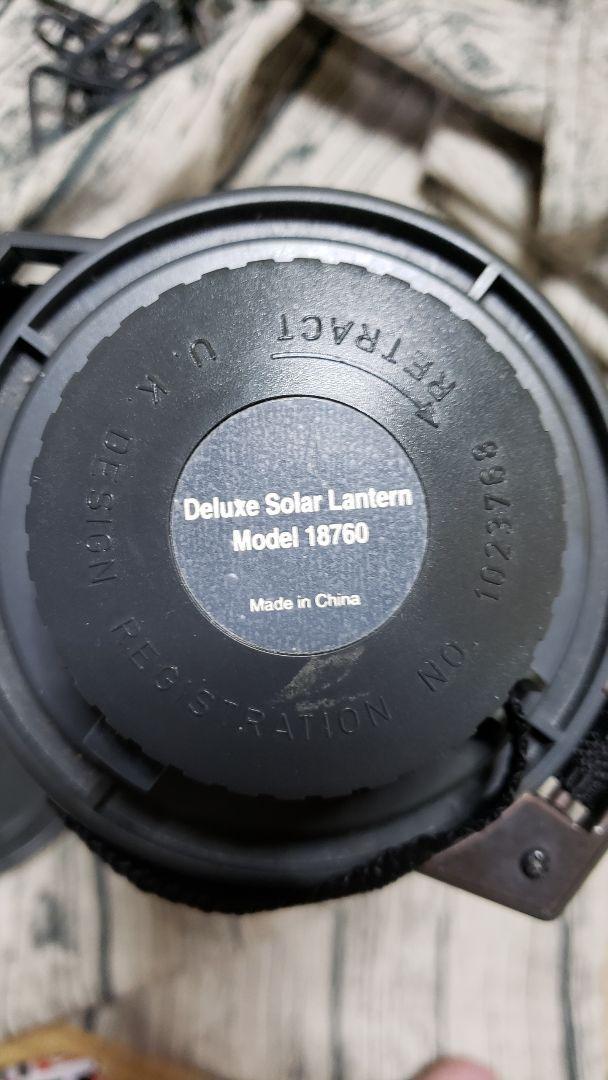 Deluxe Solar Lantern
Model 18760
Made in China
RETRACT
U.K. DESIGN REGISTRATION NO. 1023768